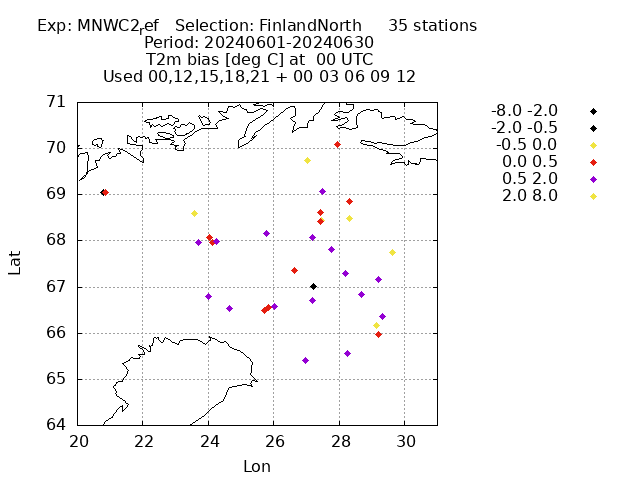 Exp: MNWC2ref   Selection: FinlandNorth     35 stations
Period: 20240601-20240630
T2m bias [deg C] at  00 UTC
Used 00,12,15,18,21 + 00 03 06 09 12
-8.0 -2.0
-2.0 -0.5
-0.5 0.0
0.0 0.5
0.5 2.0
2.0 8.0
71
70
69
68
67
66
65
64
Lat
20 22 24 26 28 30
Lon